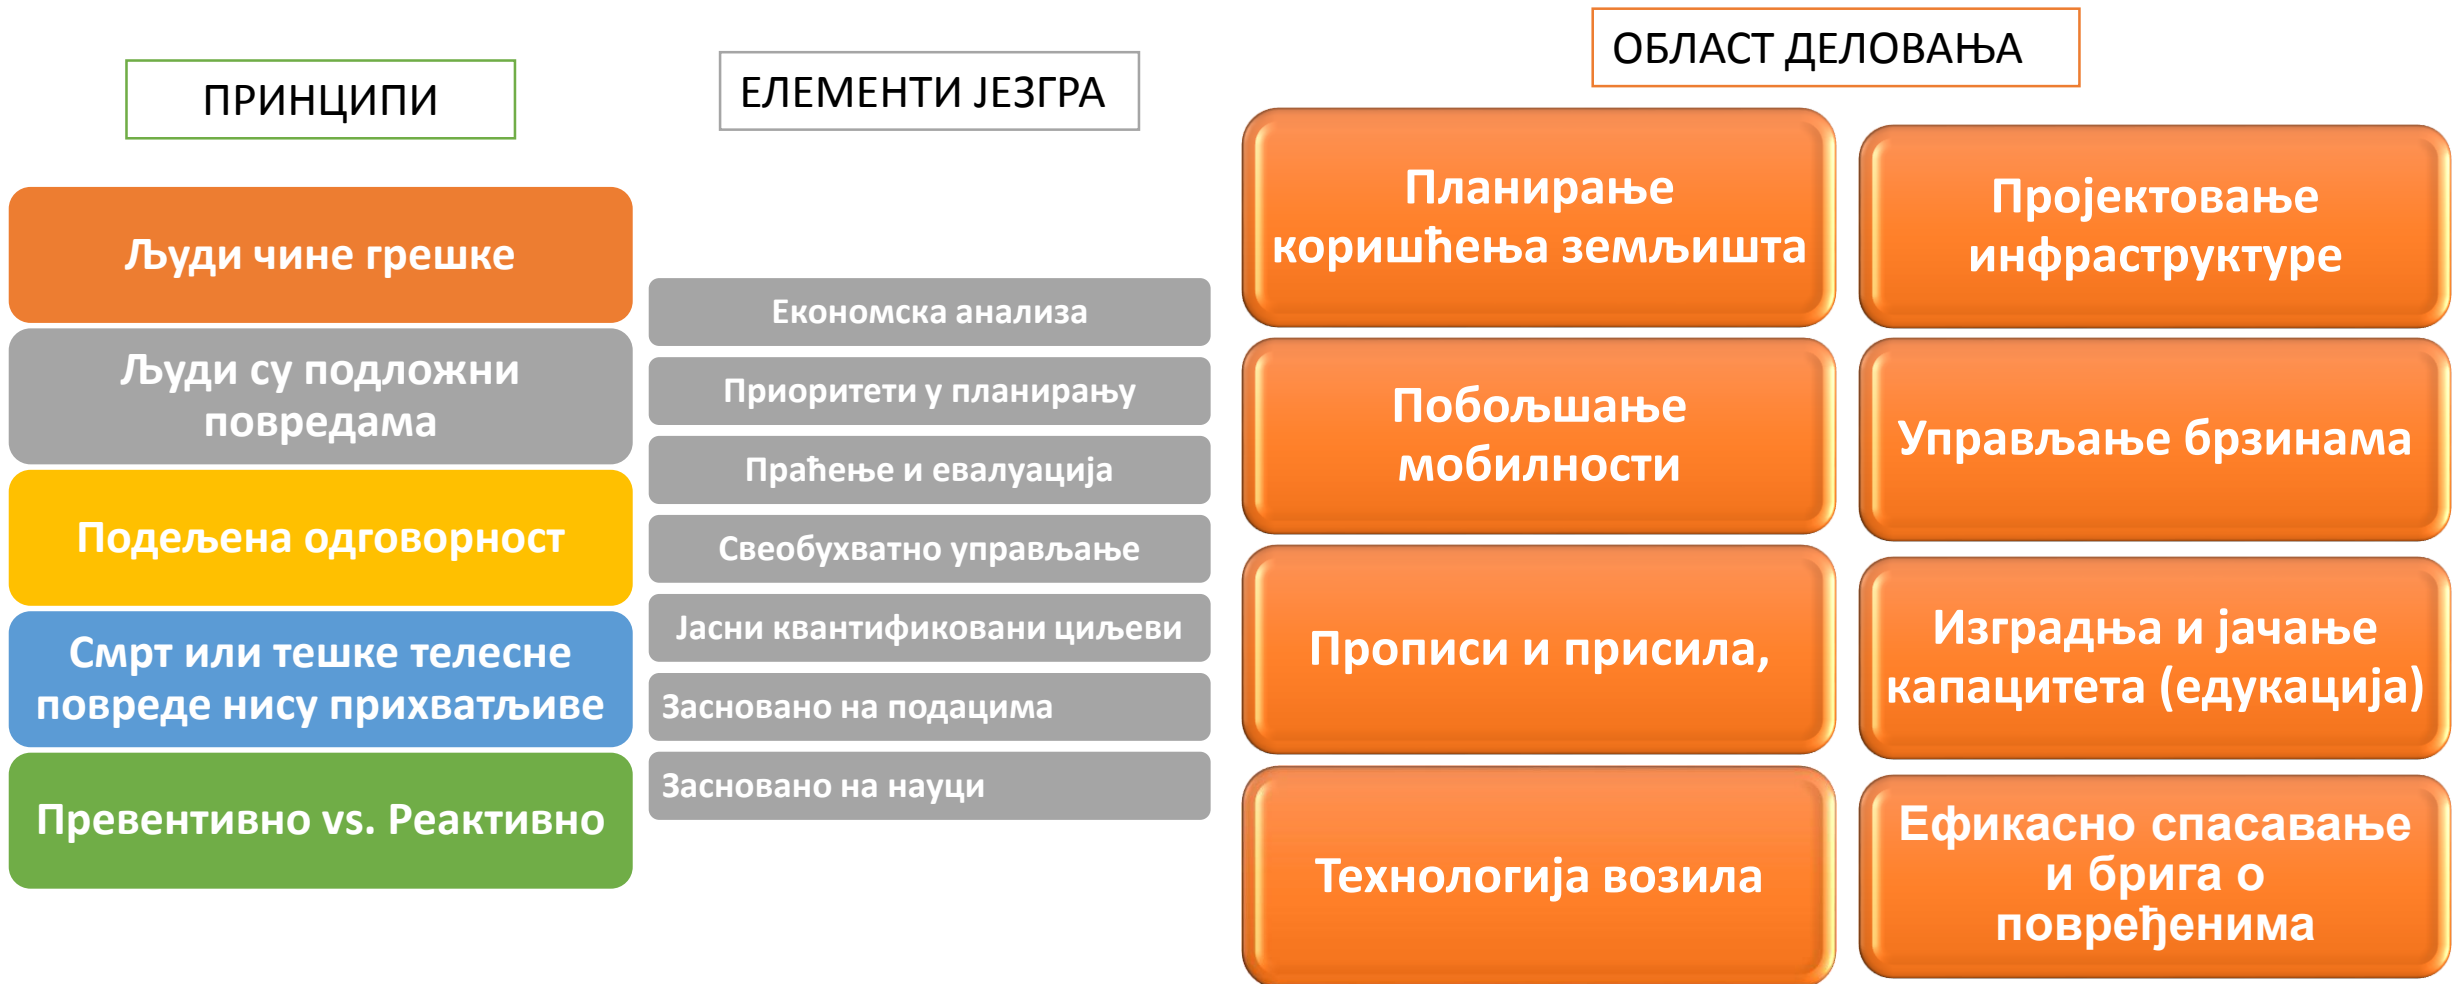 ПРИНЦИПИ
Људи чине грешке
Људи су подложни
повредама
Подељена одговорност
Смрт или тешке телесне
повреде нису прихватљиве
Превентивно vs. Реактивно
ЕЛЕМЕНТИ ЈЕЗГРА
Економска анализа
Приоритети у планирању
Праћење и евалуација
Свеобухватно управљање
Јасни квантификовани циљеви
Засновано на подацима
Засновано на науци
ОБЛАСТ ДЕЛОВАЊА
Планирање
коришћења земљишта
Пројектовање
инфраструктуре
Побољшање
мобилности
Управљање брзинама
Прописи и присила,
Изградња и јачање
капацитета (едукација)
Технологија возила
Ефикасно спасавање
и брига о
повређенима